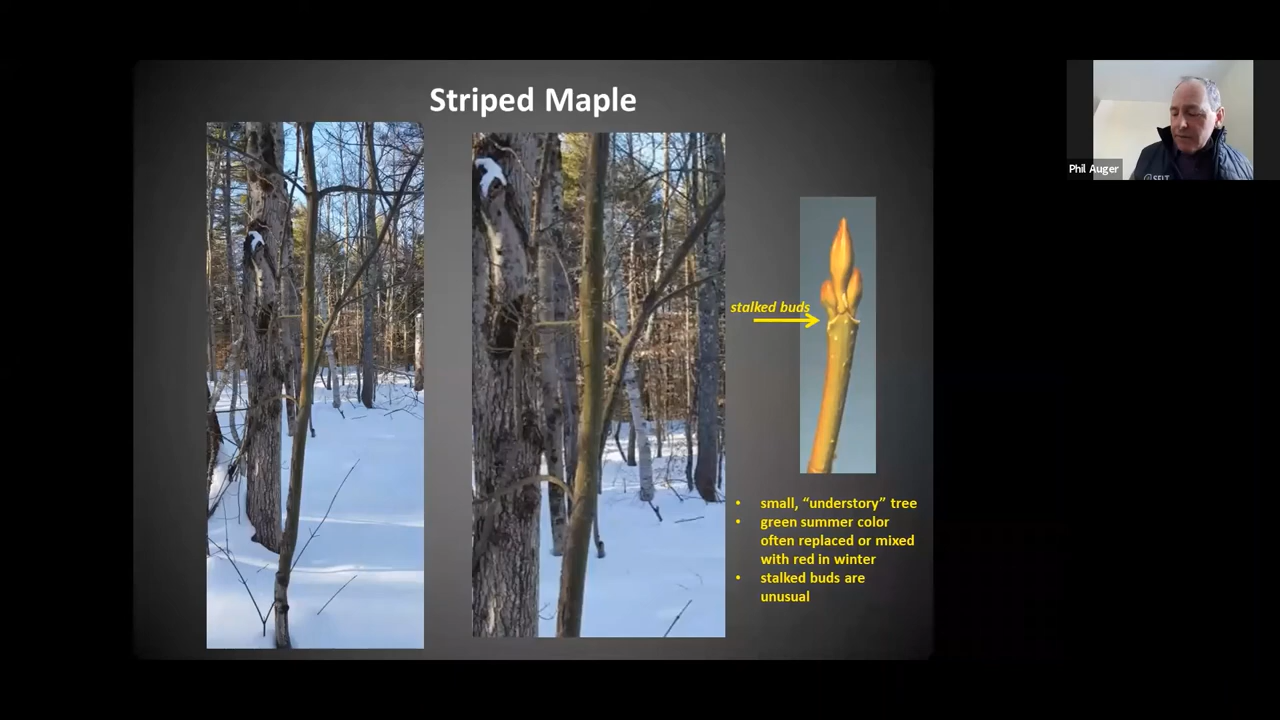 Striped Maple
stalked buds
• small, “understory” tree
• green summer color
often replaced or mixed
with red in winter
• stalked buds are
unusual
Phil Auger
SELT